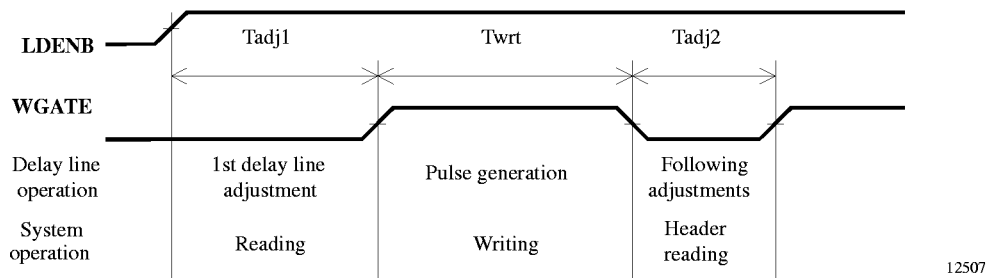 LDENB
Tadj1 Twrt Tadj2
WGATE
Delay line 1st delay line Pulse generation Following
operation adjustment adjustments
System Reading Writing Header
operation reading
12507